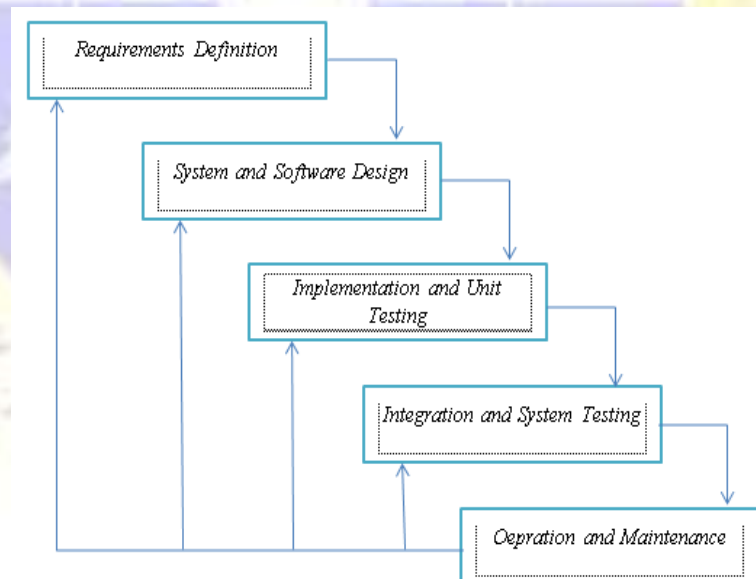 Requirements Definition
System and Software Design
Implementation and Unit
Testing
Integration and System Testing
Oepration and Maintenance